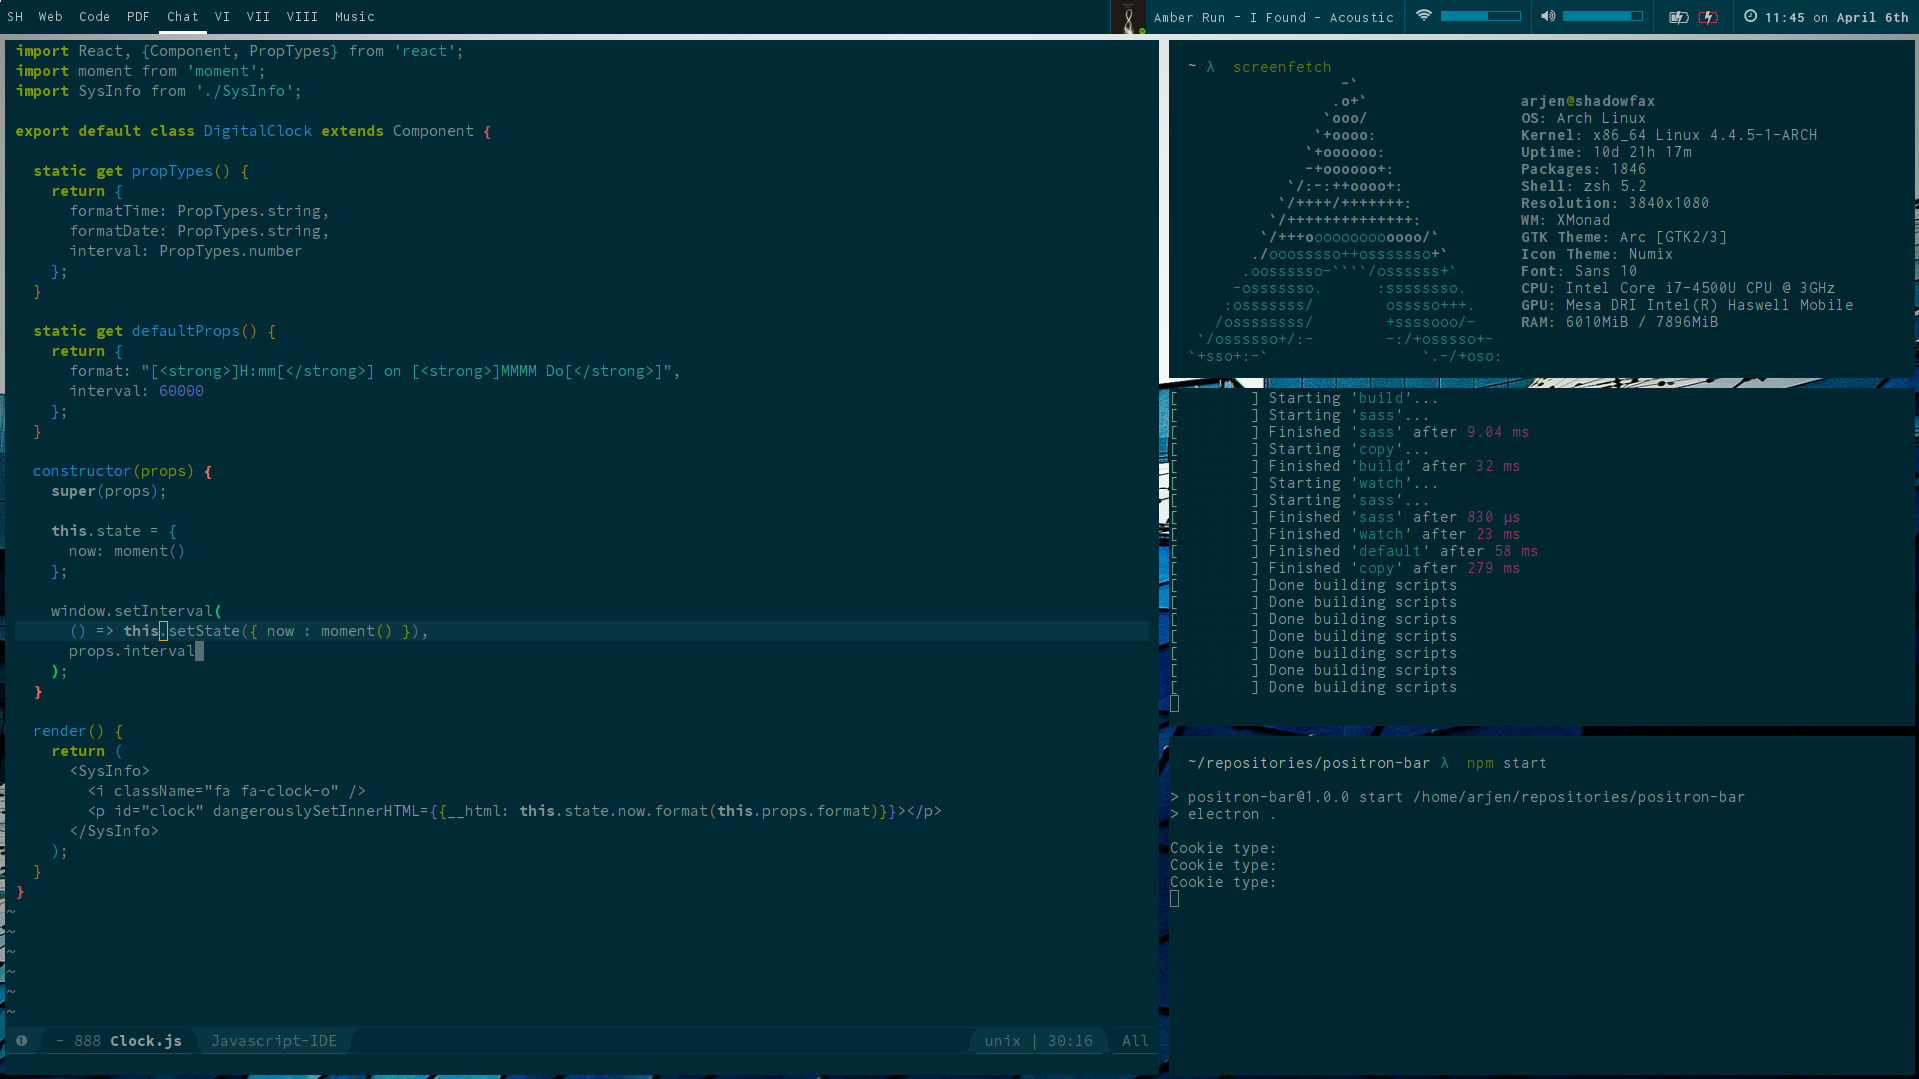 SH Web Code PDF Chat VI VII VIII Music
Amber Run - I Found - Acoustic
11:45 on April 6th
import React, {Component, PropTypes} from 'react';
import moment from 'moment';
import SysInfo from './SysInfo';
export default class DigitalClock extends Component {
static get propTypes() {
return {
formatTime: PropTypes.string,
formatDate: PropTypes.string,
interval: PropTypes.number
};
}
static get defaultProps() {
return {
format: "[<strong>]H:mm[</strong>] on [<strong>]MMMM Do[</strong>]",
interval: 60000
};
}
constructor(props) {
super(props);
this.state = {
now: moment()
};
window.setInterval(
() => this.setState({ now : moment() }),
props.interval
);
}
render() {
return (
<SysInfo>
<i className="fa fa-clock-o" />
<p id="clock" dangerouslySetInnerHTML={{__html: this.state.now.format(this.props.format)}}></p>
</SysInfo>
);
}
}
~
~
~
~
~
~
- 888 Clock.js Javascript-IDE unix | 30:16 All
~ λ screenfetch
-`
.o+`
`ooo/
`+oooo:
`+oooooo:
-+oooooo+:
`/:-:++oooo+:
`/++++/+++++++:
`/++++++++++++++:
`/+++ooooooooooooo/`
./ooosssso++osssssso+`
.oossssso-````/ossssss+`
-osssssso. :ssssssso.
:osssssss/ osssso+++.
/ossssssss/ +ssssooo/-
`/ossssso+/:- -:/+osssso+-
`+sso+:-` `.-/+oso:
arjen@shadowfax
OS: Arch Linux
Kernel: x86_64 Linux 4.4.5-1-ARCH
Uptime: 10d 21h 17m
Packages: 1846
Shell: zsh 5.2
Resolution: 3840x1080
WM: XMonad
GTK Theme: Arc [GTK2/3]
Icon Theme: Numix
Font: Sans 10
CPU: Intel Core i7-4500U CPU @ 3GHz
GPU: Mesa DRI Intel(R) Haswell Mobile
RAM: 6010MiB / 7896MiB
[ ] Starting 'build'...
[ ] Starting 'sass'...
[ ] Finished 'sass' after 9.04 ms
[ ] Starting 'copy'...
[ ] Finished 'build' after 32 ms
[ ] Starting 'watch'...
[ ] Starting 'sass'...
[ ] Finished 'sass' after 830 μs
[ ] Finished 'watch' after 23 ms
[ ] Finished 'default' after 58 ms
[ ] Finished 'copy' after 279 ms
[ ] Done building scripts
[ ] Done building scripts
[ ] Done building scripts
[ ] Done building scripts
[ ] Done building scripts
[ ] Done building scripts
[ ] Done building scripts
~/repositories/positron-bar λ npm start
> positron-bar@1.0.0 start /home/arjen/repositories/positron-bar
> electron .
Cookie type:
Cookie type:
Cookie type: